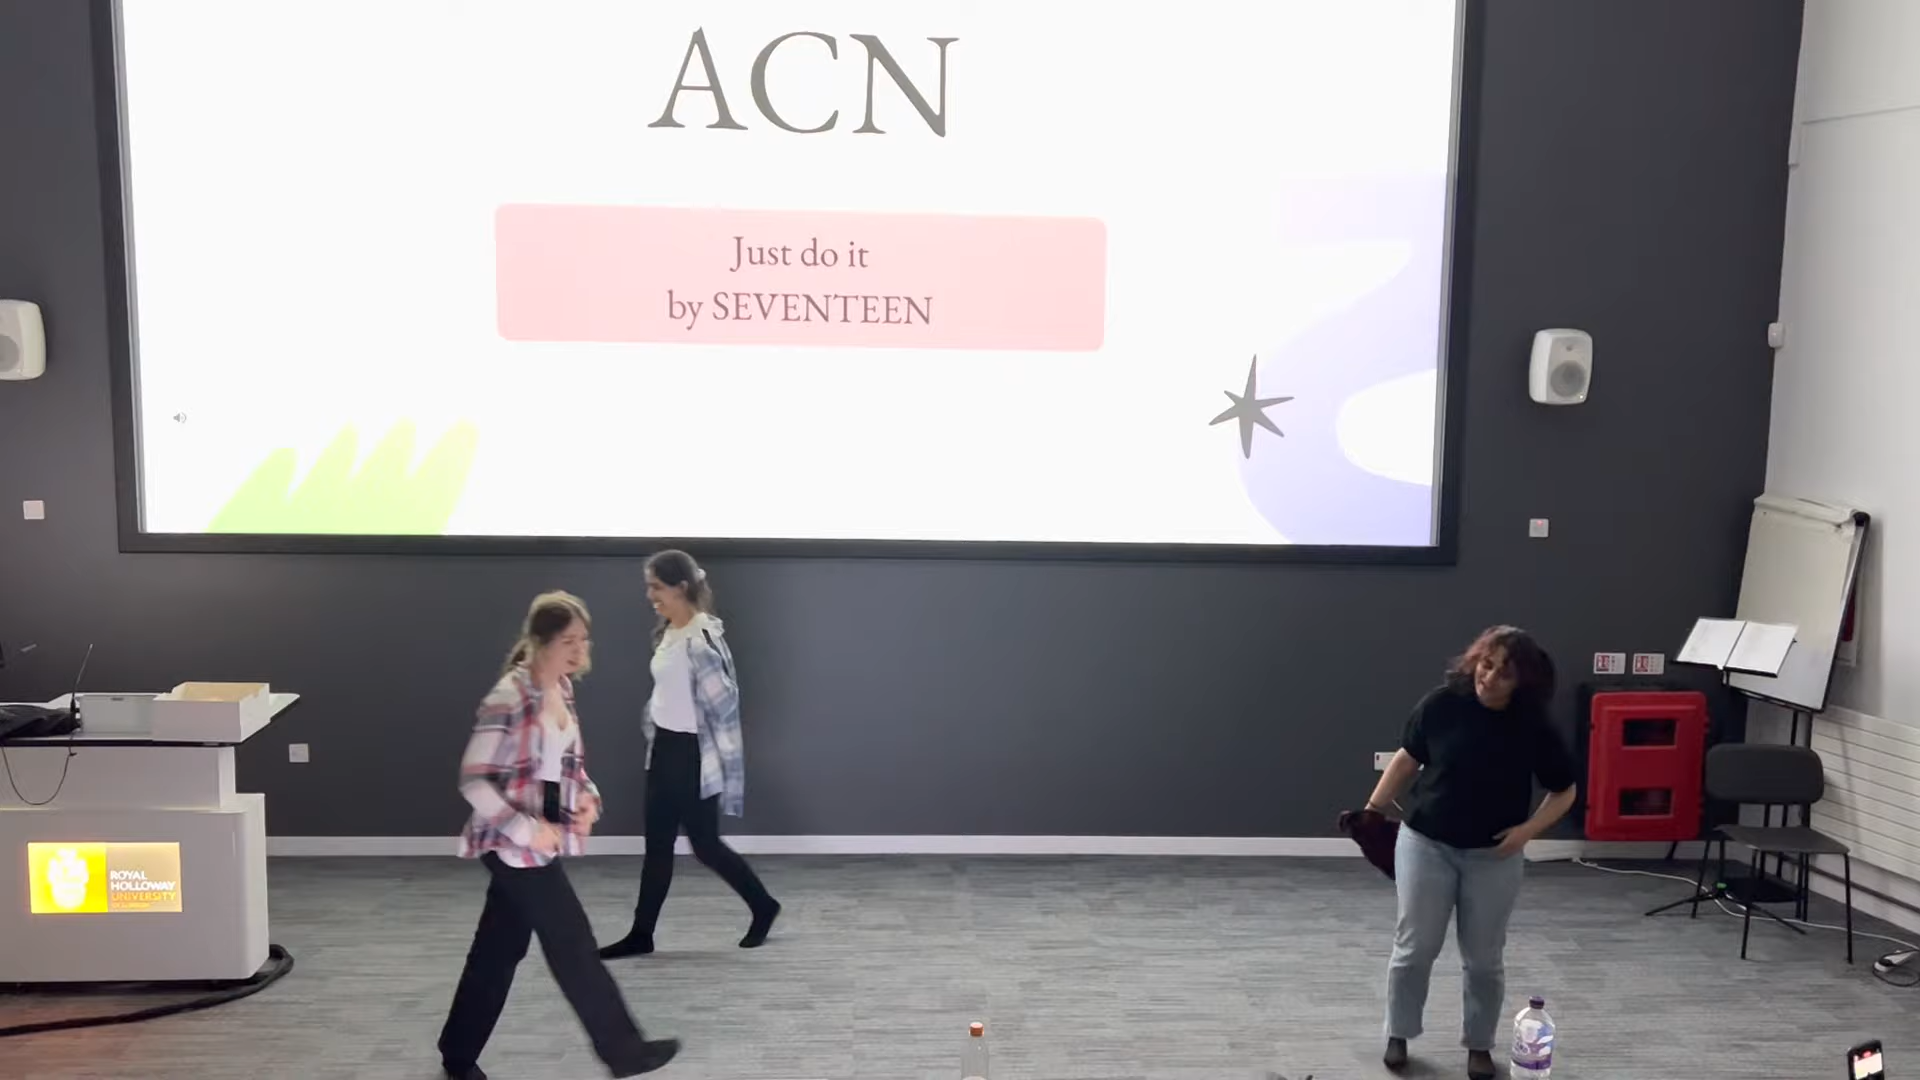 ACN
Just do it
by SEVENTEEN
ROYAL
HOLLOWAY
UNIVERSITY